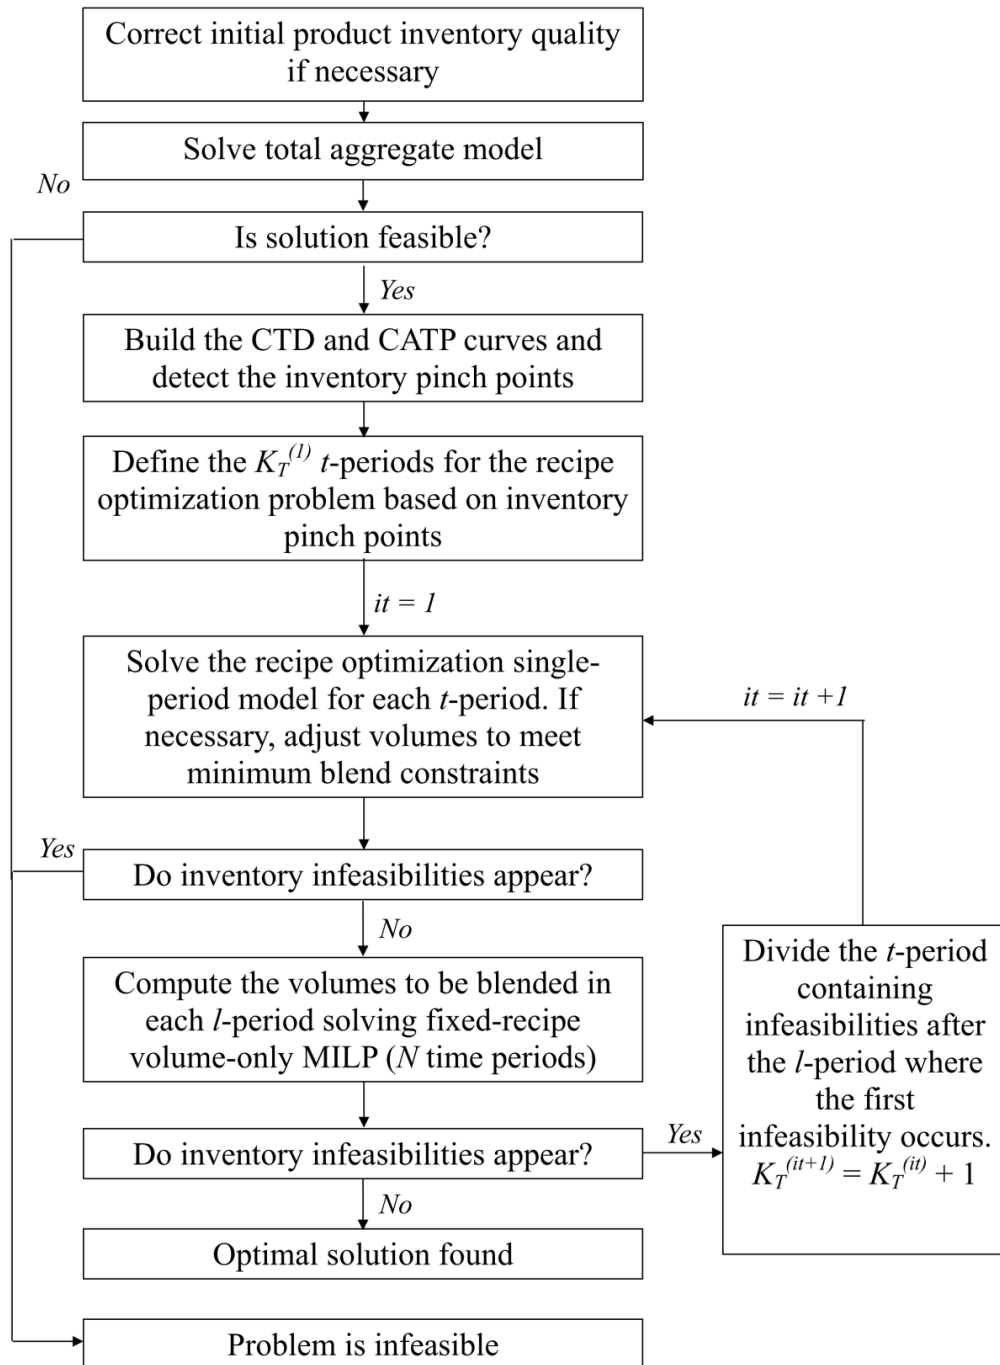 Correct initial product inventory quality
if necessary
Solve total aggregate model
No
Is solution feasible?
Yes
Build the CTD and CATP curves and
detect the inventory pinch points
Define the K_T^(1) t-periods for the recipe
optimization problem based on inventory
pinch points
it = 1
Solve the recipe optimization single-
period model for each t-period. If
necessary, adjust volumes to meet
minimum blend constraints
it = it +1
Yes
Do inventory infeasibilities appear?
No
Compute the volumes to be blended in
each l-period solving fixed-recipe
volume-only MILP (N time periods)
Do inventory infeasibilities appear?
Yes
Divide the t-period
containing
infeasibilities after
the l-period where
the first
infeasibility occurs.
K_T^(it+1) = K_T^(it) + 1
No
Optimal solution found
Problem is infeasible